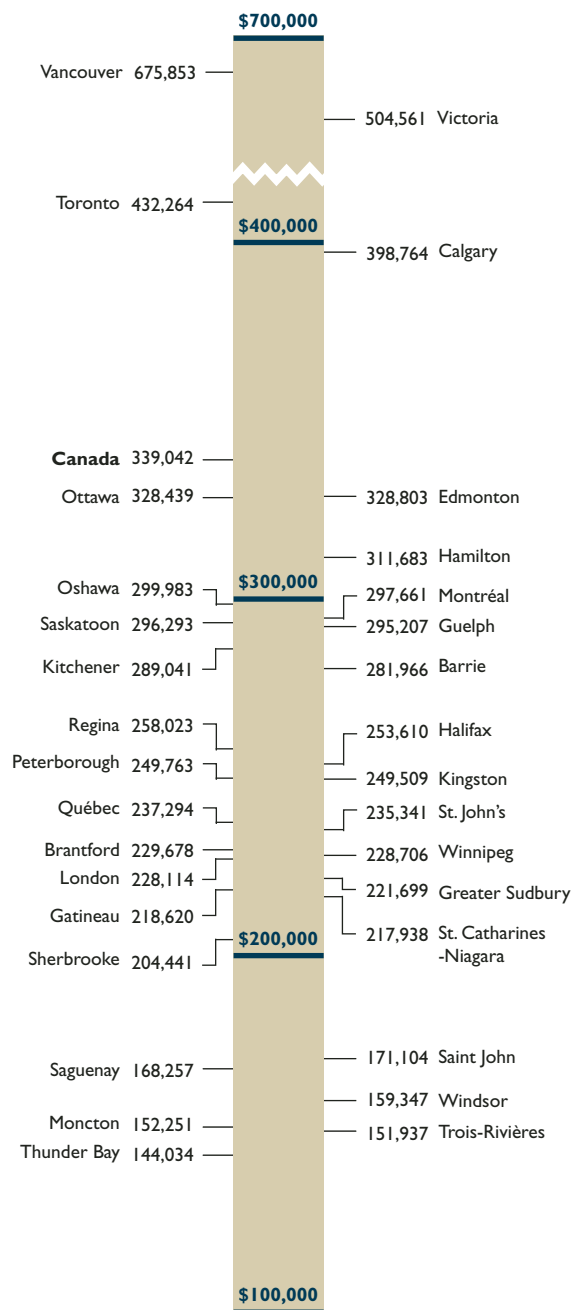 $700,000
Vancouver 675,853
504,561 Victoria
Toronto 432,264
$400,000
398,764 Calgary
Canada 339,042
Ottawa 328,439
328,803 Edmonton
311,683 Hamilton
$300,000
Oshawa 299,983
297,661 Montréal
Saskatoon 296,293
295,207 Guelph
Kitchener 289,041
281,966 Barrie
Regina 258,023
253,610 Halifax
Peterborough 249,763
249,509 Kingston
Québec 237,294
235,341 St. John's
Brantford 229,678
228,706 Winnipeg
London 228,114
221,699 Greater Sudbury
Gatineau 218,620
217,938 St. Catharines
-Niagara
$200,000
Sherbrooke 204,441
171,104 Saint John
Saguenay 168,257
159,347 Windsor
Moncton 152,251
151,937 Trois-Rivières
Thunder Bay 144,034
$100,000